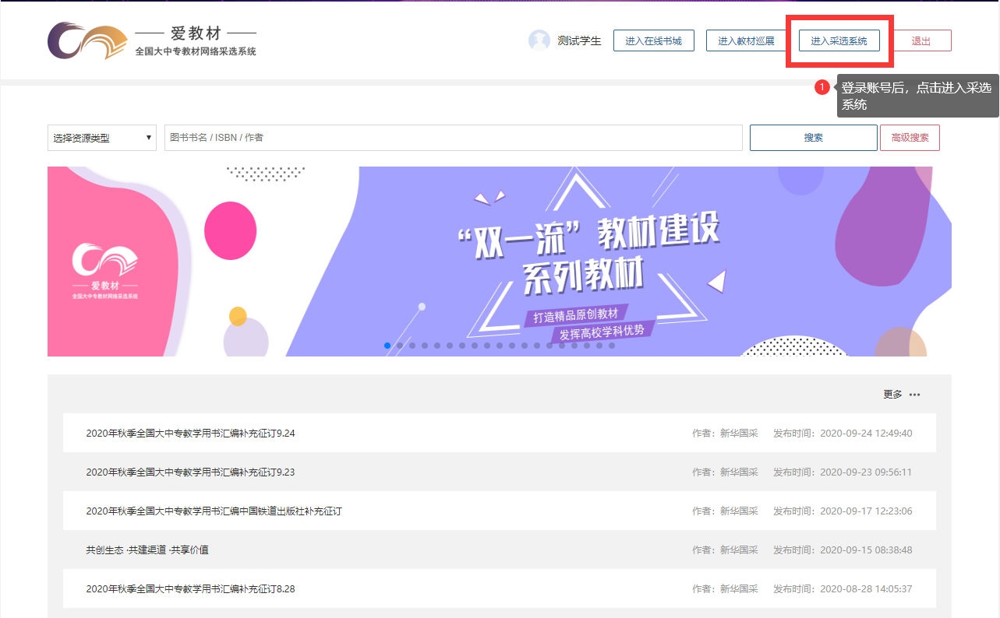 爱教材
全国大中专教材网络采选系统
测试学生 进入在线书城 进入教材巡展 进入采选系统 退出
1 登录账号后，点击进入采选
系统
选择资源类型 图书书名 / ISBN / 作者 搜索 高级搜索
“双一流”教材建设
系列教材
打造精品原创教材
发挥高校学科优势
爱教材
全国大中专教材网络采选系统
更多
2020年秋季全国大中专教学用书汇编补充征订9.24 作者：新华国采 发布时间：2020-09-24 12:49:40
2020年秋季全国大中专教学用书汇编补充征订9.23 作者：新华国采 发布时间：2020-09-23 09:56:11
2020年秋季全国大中专教学用书汇编中国铁道出版社补充征订 作者：新华国采 发布时间：2020-09-17 12:23:06
共创生态 ·共建渠道 ·共享价值 作者：新华国采 发布时间：2020-09-15 08:38:48
2020年秋季全国大中专教学用书汇编补充征订8.28 作者：新华国采 发布时间：2020-08-28 14:05:37